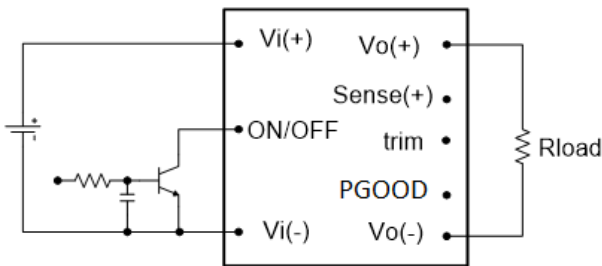 Vi(+)
Vo(+)
Sense(+)
ON/OFF
trim
Rload
PGOOD
Vi(-)
Vo(-)